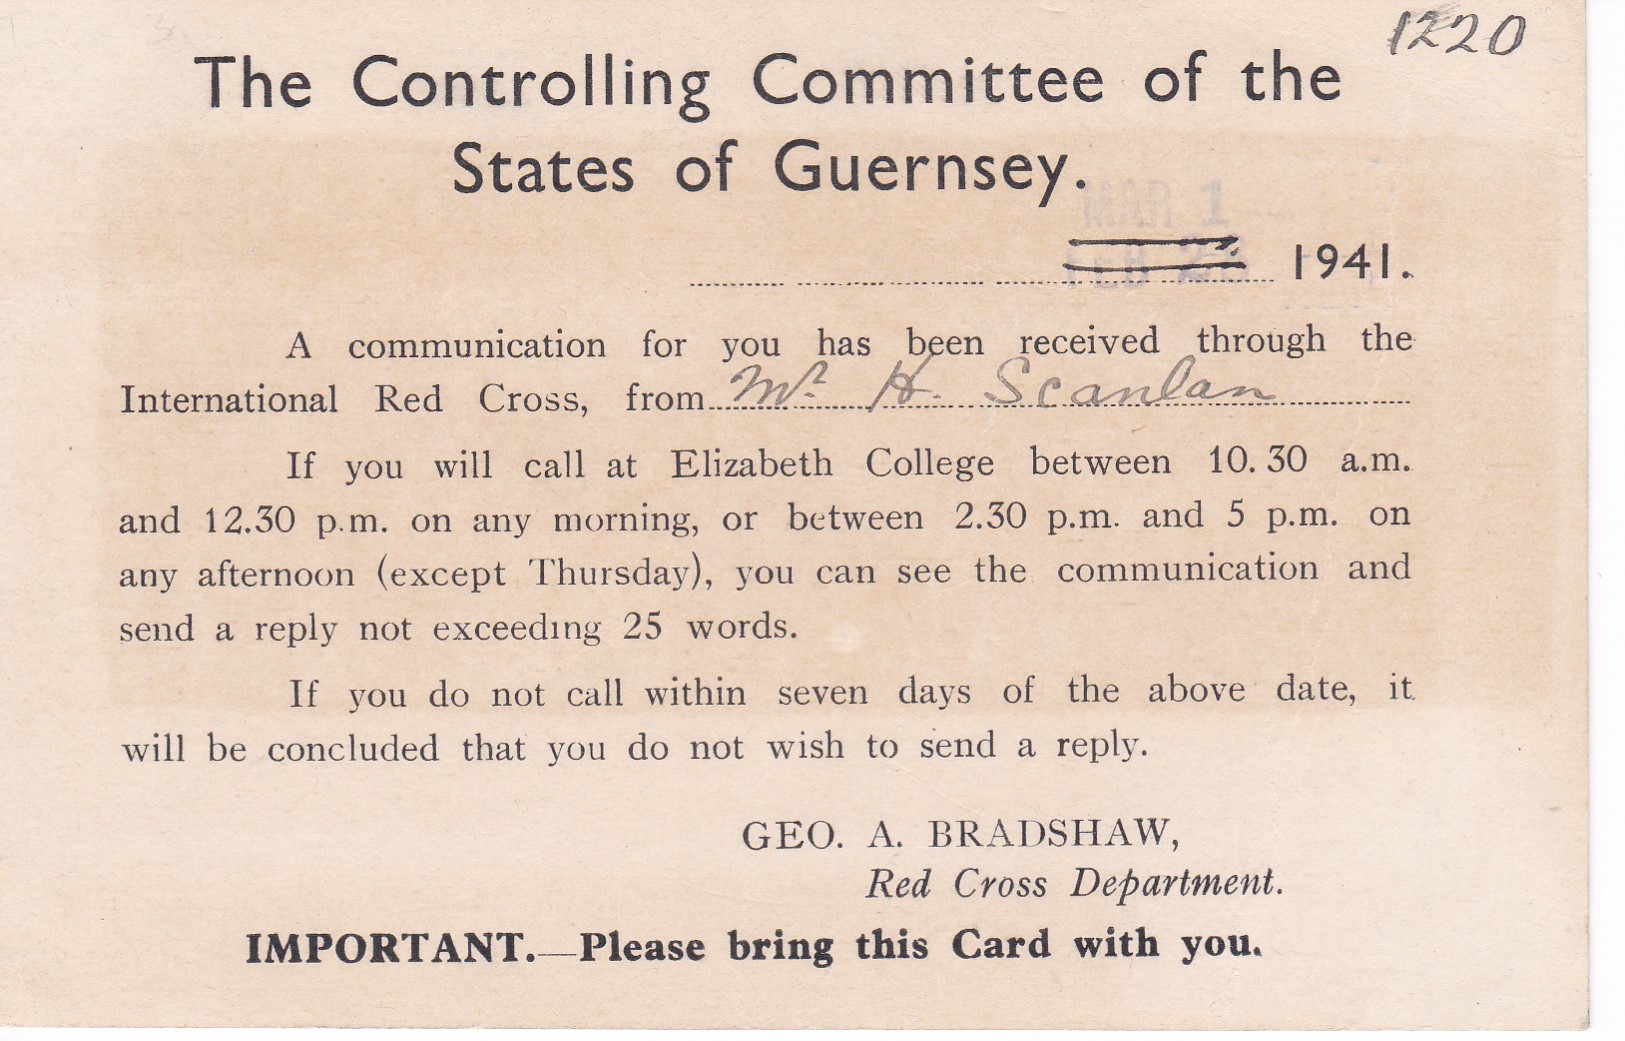 1220
The Controlling Committee of the
States of Guernsey.
MAR 1
FEB 1941.
A communication for you has been received through the
International Red Cross, from Mr. H. Scanlan
If you will call at Elizabeth College between 10.30 a.m.
and 12.30 p.m. on any morning, or between 2.30 p.m. and 5 p.m. on
any afternoon (except Thursday), you can see the communication and
send a reply not exceeding 25 words.
If you do not call within seven days of the above date, it
will be concluded that you do not wish to send a reply.
GEO. A. BRADSHAW,
Red Cross Department.
IMPORTANT.—Please bring this Card with you.